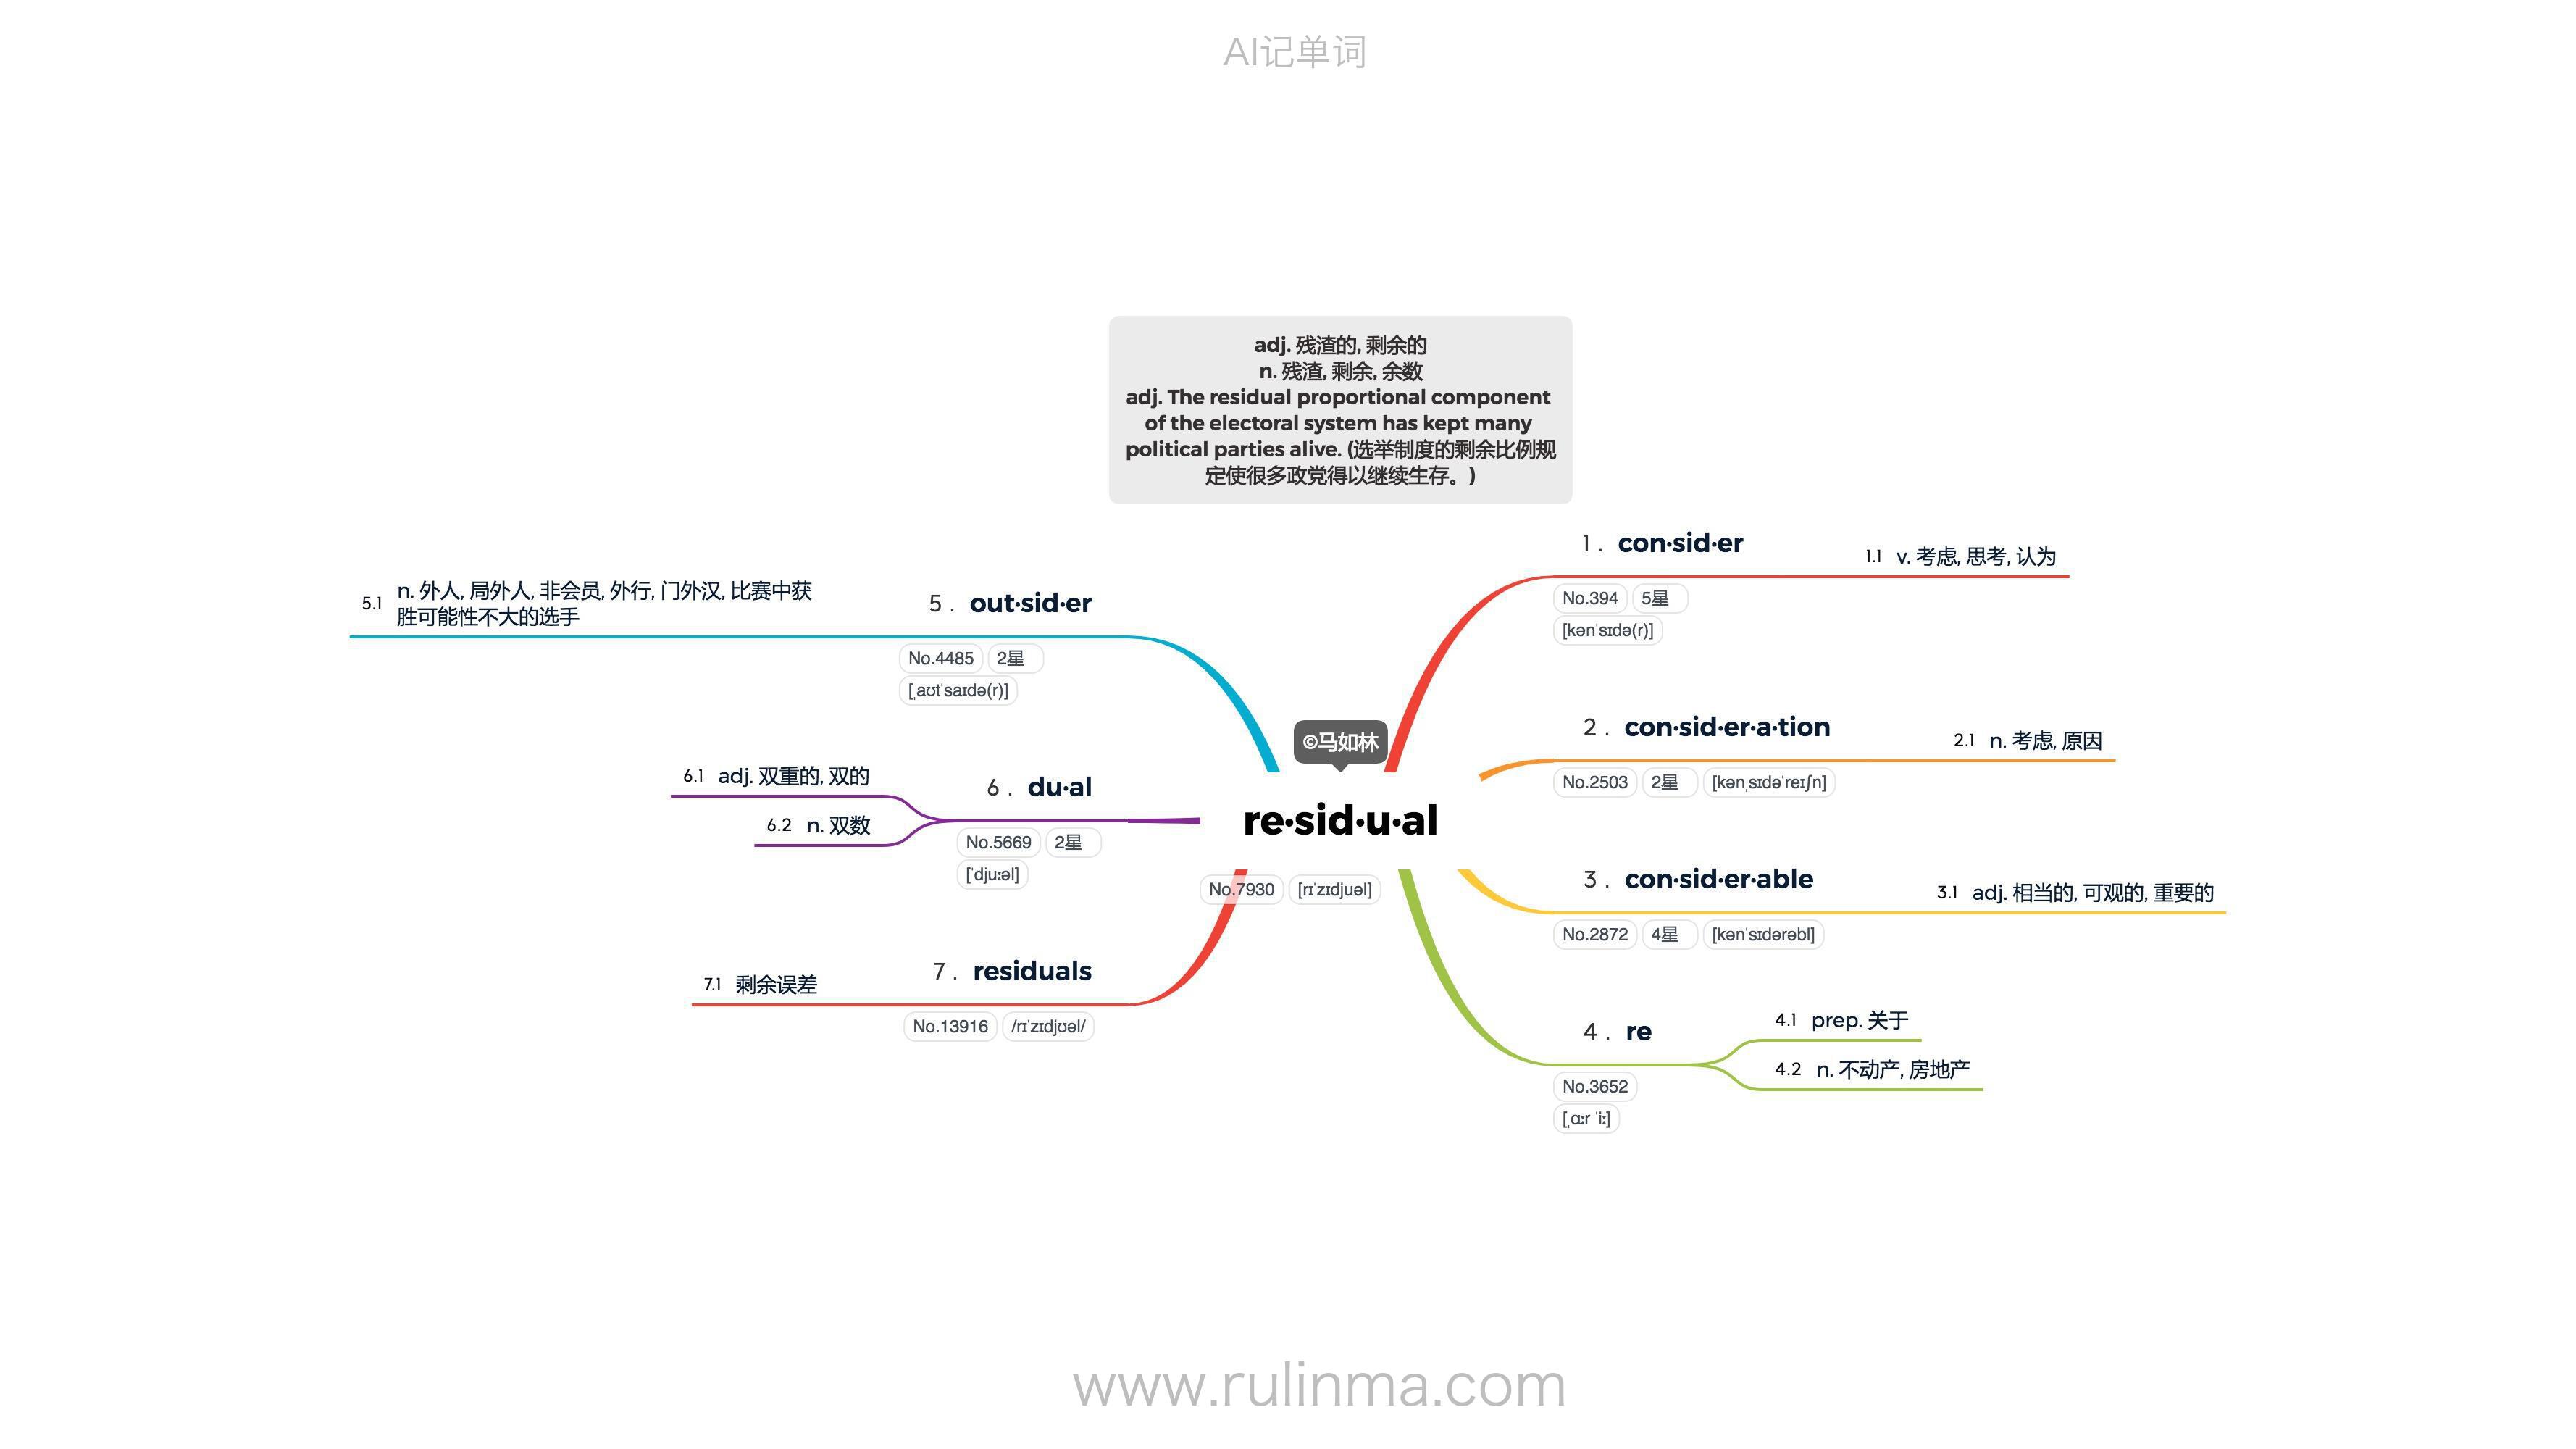 AI记单词
adj. 残渣的, 剩余的
n. 残渣, 剩余, 余数
adj. The residual proportional component
of the electoral system has kept many
political parties alive. (选举制度的剩余比例规
定使很多政党得以继续生存。)
©马如林
re·sid·u·al
No.7930 [rɪˈzɪdjuəl]
1 . con·sid·er
No.394 5星
[kənˈsɪdə(r)]
1.1 v. 考虑, 思考, 认为
2 . con·sid·er·a·tion
No.2503 2星 [kənˌsɪdəˈreɪʃn]
2.1 n. 考虑, 原因
3 . con·sid·er·able
No.2872 4星 [kənˈsɪdərəbl]
3.1 adj. 相当的, 可观的, 重要的
4 . re
No.3652
[ˌɑːr ˈiː]
4.1 prep. 关于
4.2 n. 不动产, 房地产
5 . out·sid·er
No.4485 2星
[ˌaʊtˈsaɪdə(r)]
5.1 n. 外人, 局外人, 非会员, 外行, 门外汉, 比赛中获
胜可能性不大的选手
6 . du·al
No.5669 2星
[ˈdjuːəl]
6.1 adj. 双重的, 双的
6.2 n. 双数
7 . residuals
No.13916 /rɪˈzɪdjʊəl/
7.1 剩余误差
www.rulinma.com